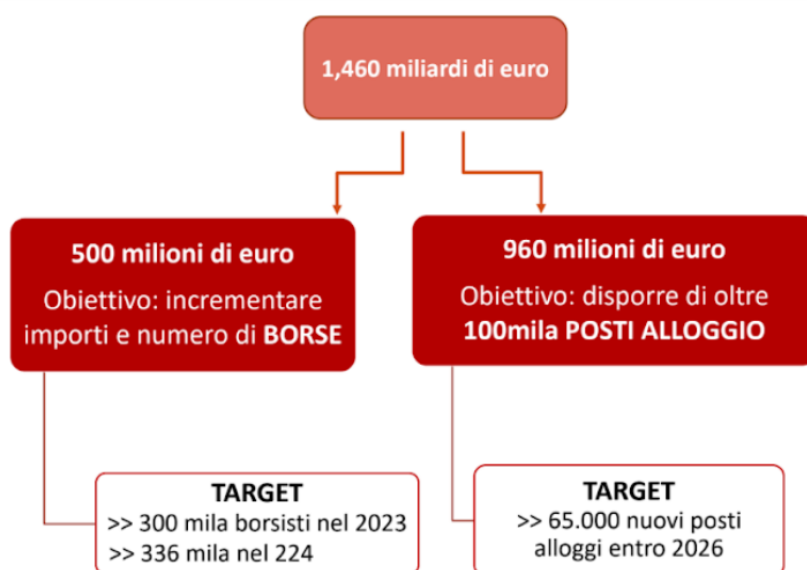 1,460 miliardi di euro
500 milioni di euro
Obiettivo: incrementare
importi e numero di BORSE
960 milioni di euro
Obiettivo: disporre di oltre
100mila POSTI ALLOGGIO
TARGET
>> 300 mila borsisti nel 2023
>> 336 mila nel 224
TARGET
>> 65.000 nuovi posti
alloggi entro 2026